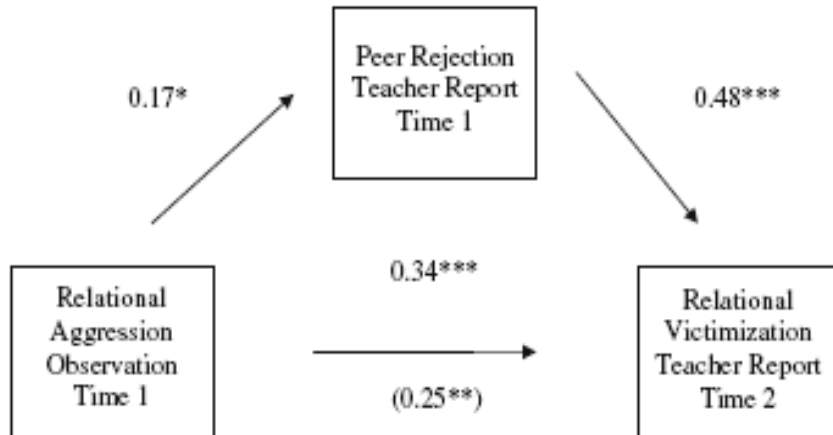 Peer Rejection
Teacher Report
Time 1
0.17*
0.48***
0.34***
Relational
Aggression
Observation
Time 1
(0.25**)
Relational
Victimization
Teacher Report
Time 2